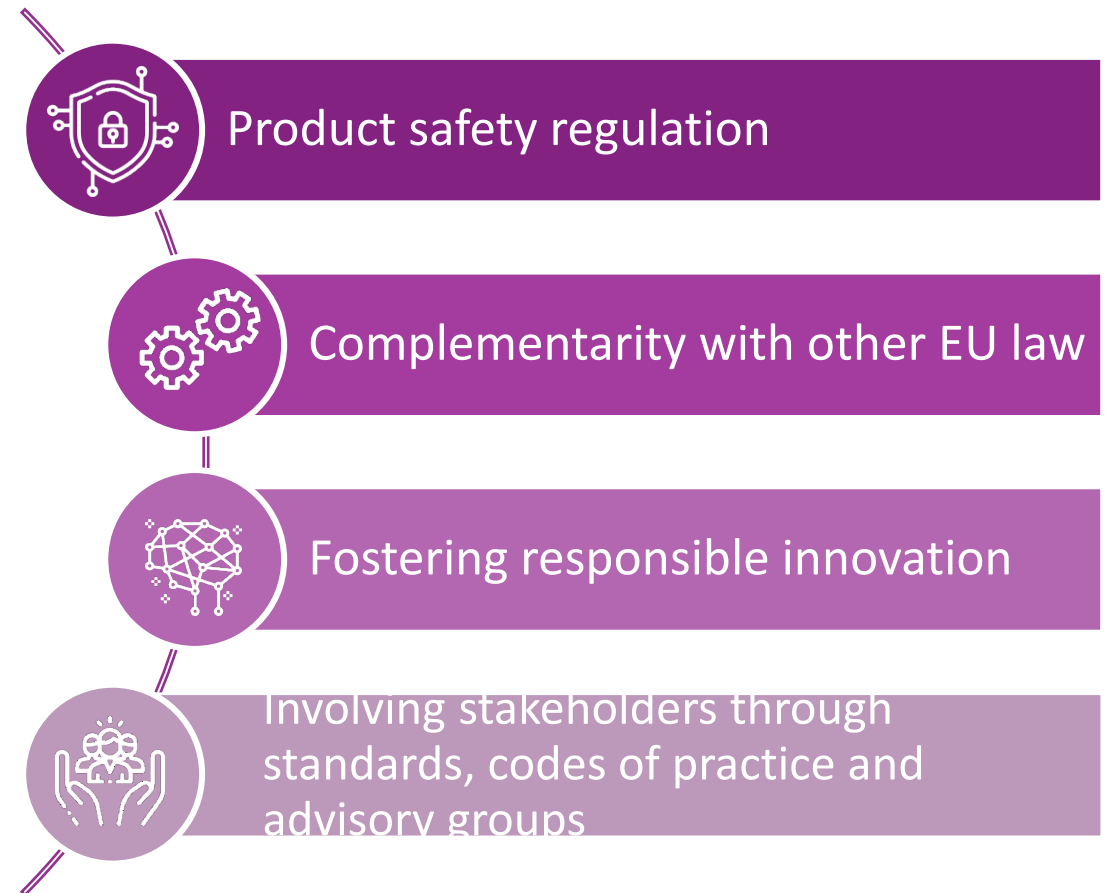 Product safety regulation
Complementarity with other EU law
Fostering responsible innovation
Involving stakeholders through
standards, codes of practice and
advisory groups